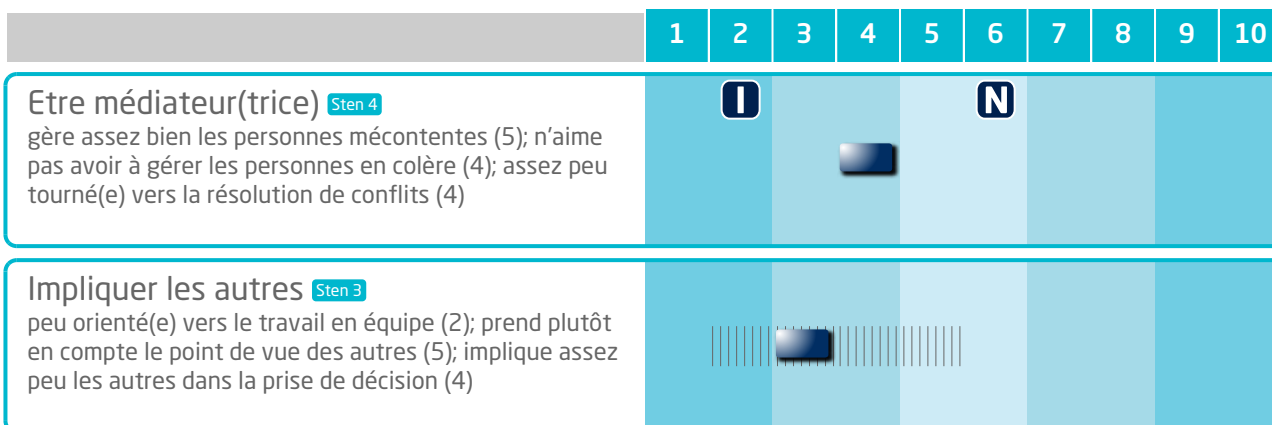 1 2 3 4 5 6 7 8 9 10
Etre médiateur(trice) Sten 4
I N
gère assez bien les personnes mécontentes (5); n'aime
pas avoir à gérer les personnes en colère (4); assez peu
tourné(e) vers la résolution de conflits (4)
Impliquer les autres Sten 3
peu orienté(e) vers le travail en équipe (2); prend plutôt
en compte le point de vue des autres (5); implique assez
peu les autres dans la prise de décision (4)